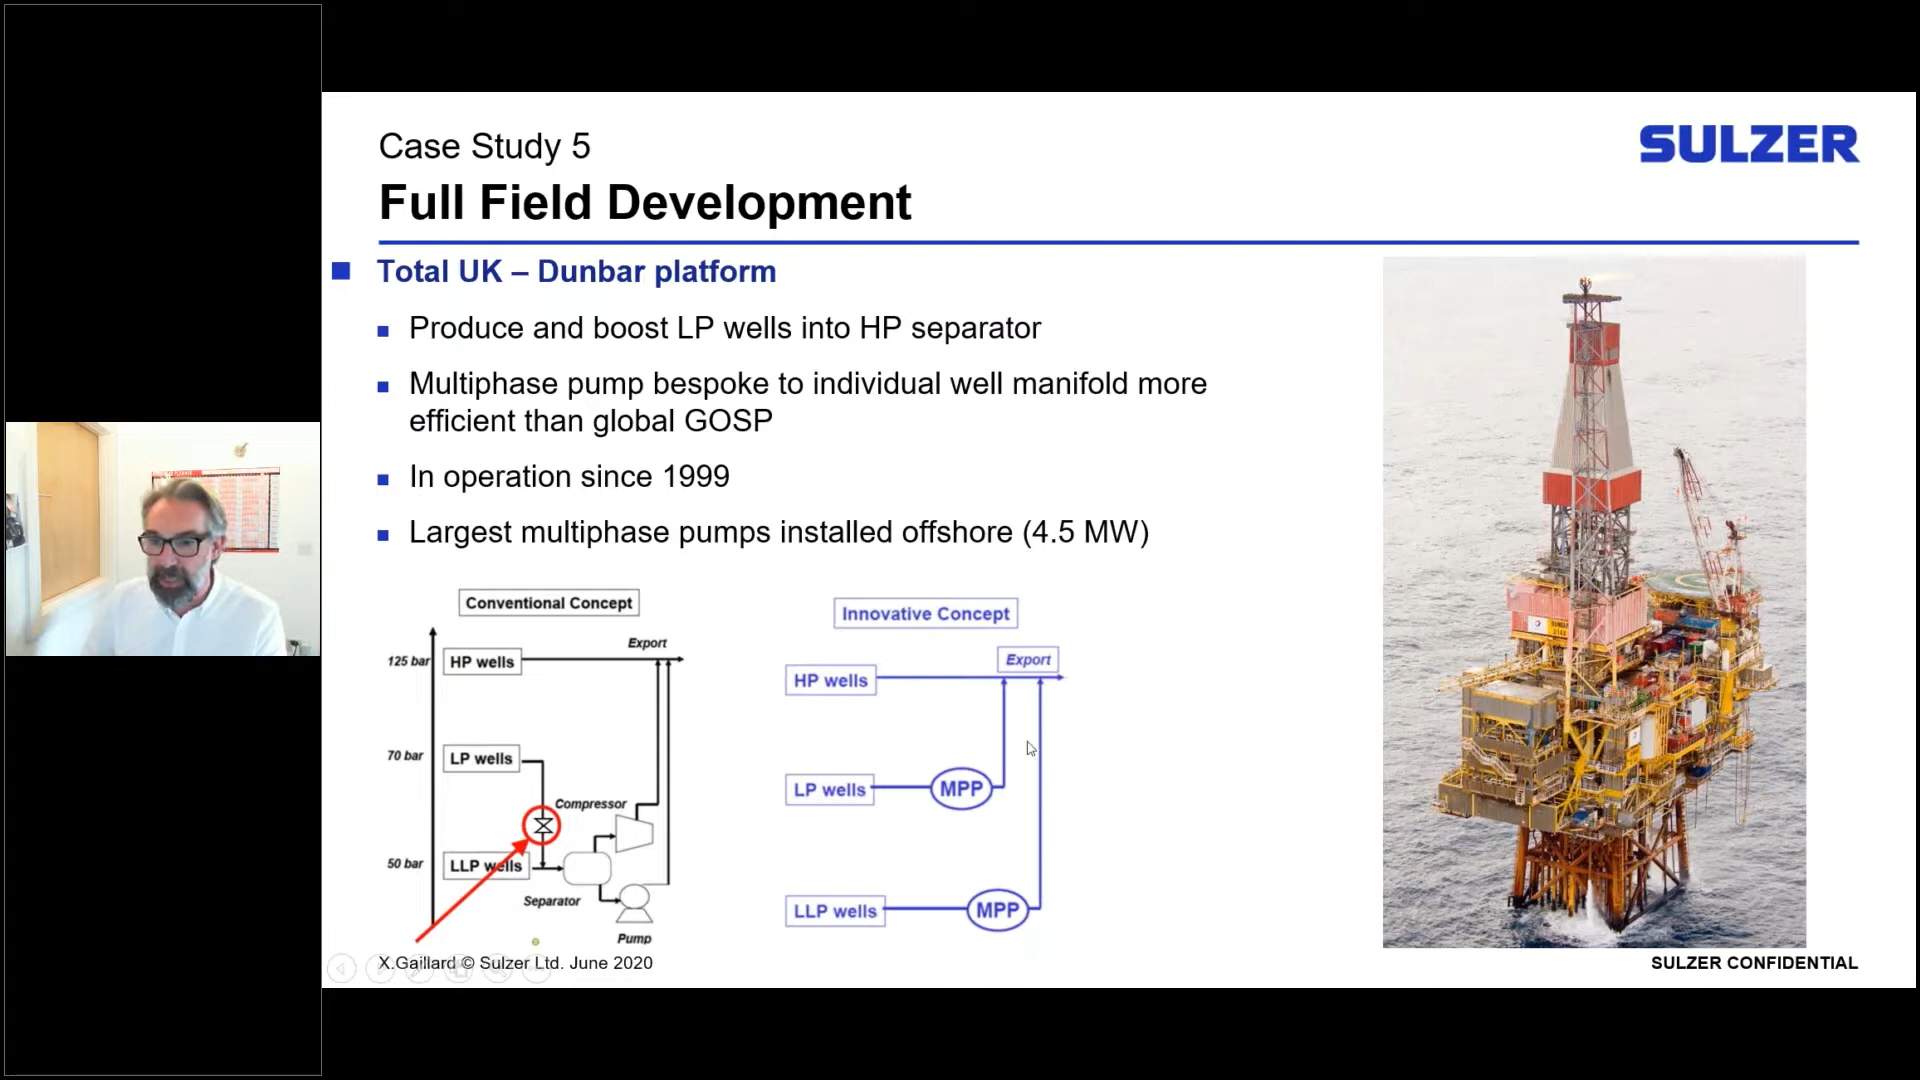 Case Study 5
SULZER
Full Field Development
Total UK – Dunbar platform
Produce and boost LP wells into HP separator
Multiphase pump bespoke to individual well manifold more
efficient than global GOSP
In operation since 1999
Largest multiphase pumps installed offshore (4.5 MW)
Conventional Concept
Export
125 bar
HP wells
70 bar
LP wells
Compressor
50 bar
LLP wells
Separator
Pump
Innovative Concept
Export
HP wells
LP wells
MPP
LLP wells
MPP
X.Gaillard © Sulzer Ltd. June 2020
SULZER CONFIDENTIAL